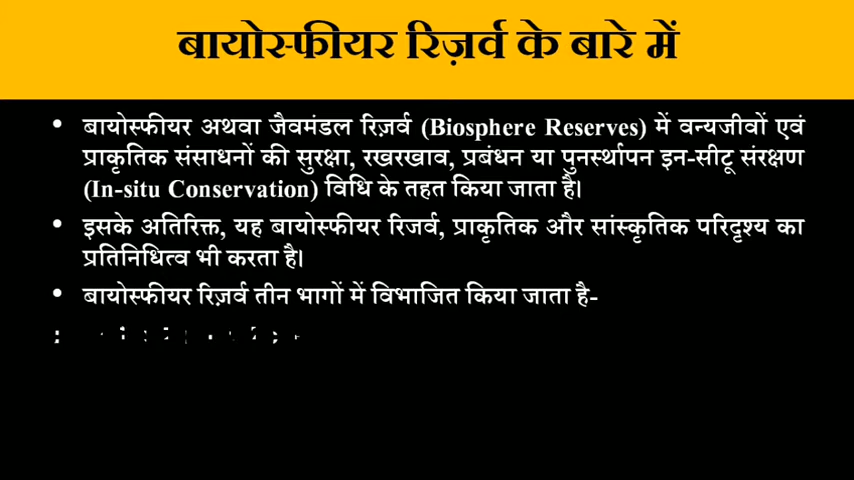 बायोस्फीयर रिज़र्व के बारे में
• बायोस्फीयर अथवा जैवमंडल रिज़र्व (Biosphere Reserves) में वन्यजीवों एवं
प्राकृतिक संसाधनों की सुरक्षा, रखरखाव, प्रबंधन या पुनर्स्थापन इन-सीटू संरक्षण
(In-situ Conservation) विधि के तहत किया जाता है।
• इसके अतिरिक्त, यह बायोस्फीयर रिजर्व, प्राकृतिक और सांस्कृतिक परिदृश्य का
प्रतिनिधित्व भी करता है।
• बायोस्फीयर रिज़र्व तीन भागों में विभाजित किया जाता है-